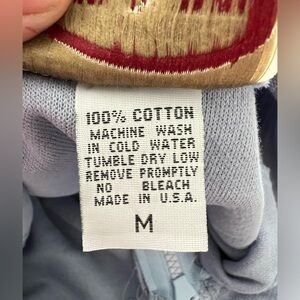 100% COTTON
MACHINE WASH
IN COLD WATER
TUMBLE DRY LOW
REMOVE PROMPTLY
NO BLEACH
MADE IN U.S.A.
M